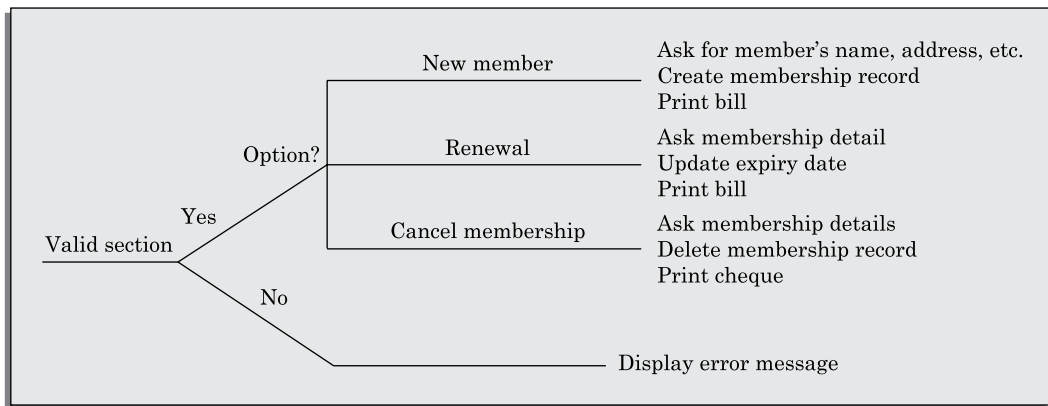 New member
Ask for member’s name, address, etc.
Create membership record
Print bill
Option?
Renewal
Ask membership detail
Update expiry date
Print bill
Yes
Valid section
Cancel membership
Ask membership details
Delete membership record
Print cheque
No
Display error message